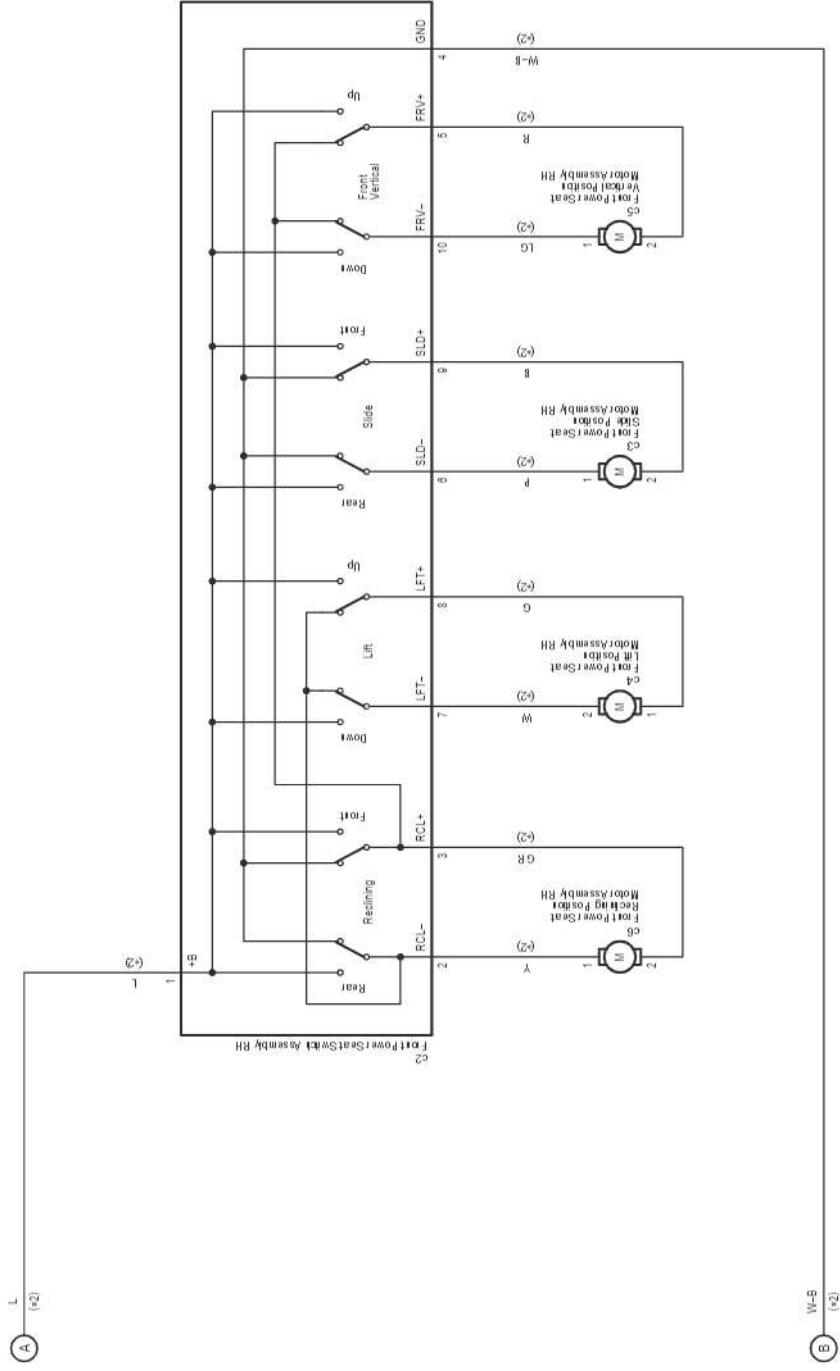 A
L
(*2)
L
(*2)
1
+B
c2
Front Power Seat Switch Assembly RH
Rear
Reclining
Front
Down
Lift
Up
Rear
Slide
Front
Down
Front
Vertical
Up
RCL-
RCL+
LFT-
LFT+
SLD-
SLD+
FRV-
FRV+
GND
2
3
7
8
6
9
10
5
4
Y
(*2)
GR
(*2)
W
(*2)
G
(*2)
P
(*2)
B
(*2)
LG
(*2)
R
(*2)
W-B
(*2)
c6
Front Power Seat
Reclining Position
Motor Assembly RH
1
M
2
c4
Front Power Seat
Lift Position
Motor Assembly RH
2
M
1
c3
Front Power Seat
Slide Position
Motor Assembly RH
1
M
2
c5
Front Power Seat
Vertical Position
Motor Assembly RH
1
M
2
B
W-B
(*2)